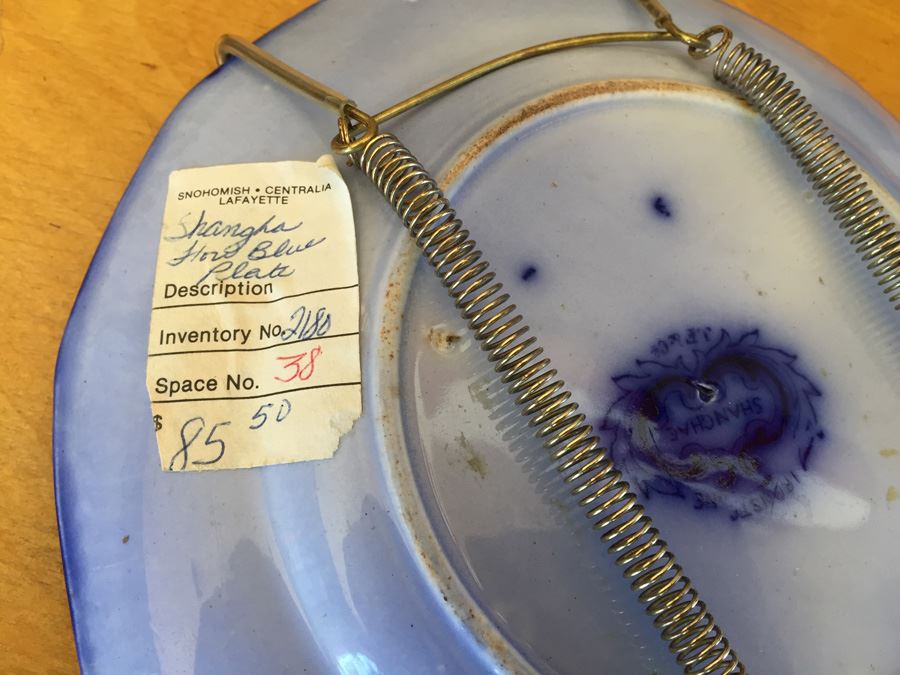 SNOHOMISH • CENTRALIA
LAFAYETTE
Shangha
Flow Blue
Plate
Description
Inventory No. 2180
Space No. 38
$ 85 50
SHANGHAE